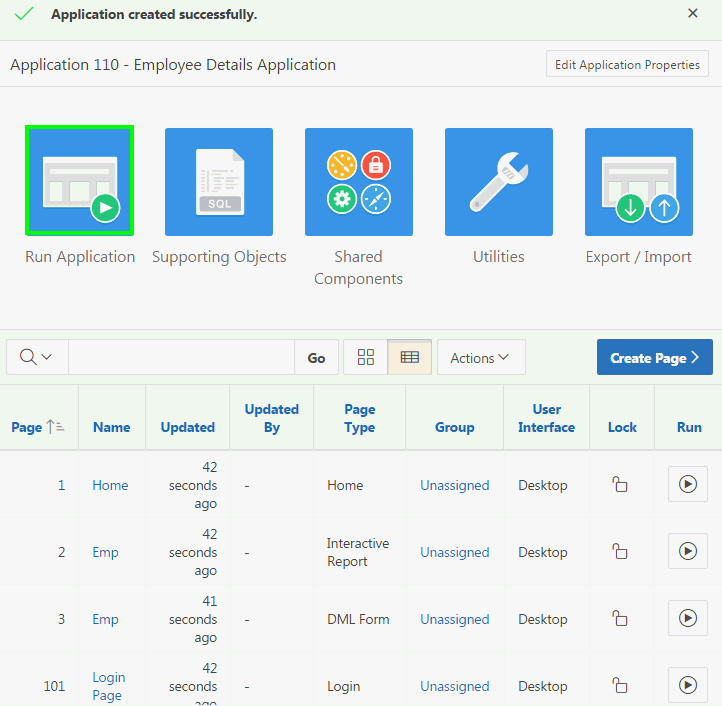 Application created successfully.
Application 110 - Employee Details Application
Edit Application Properties
SQL
Run Application
Supporting Objects
Shared
Components
Utilities
Export / Import
Go
Actions
Create Page
Page
Name
Updated
Updated
By
Page
Type
Group
User
Interface
Lock
Run
1
Home
42
seconds
ago
-
Home
Unassigned
Desktop
2
Emp
42
seconds
ago
-
Interactive
Report
Unassigned
Desktop
3
Emp
41
seconds
ago
-
DML Form
Unassigned
Desktop
101
Login
Page
42
seconds
ago
-
Login
Unassigned
Desktop